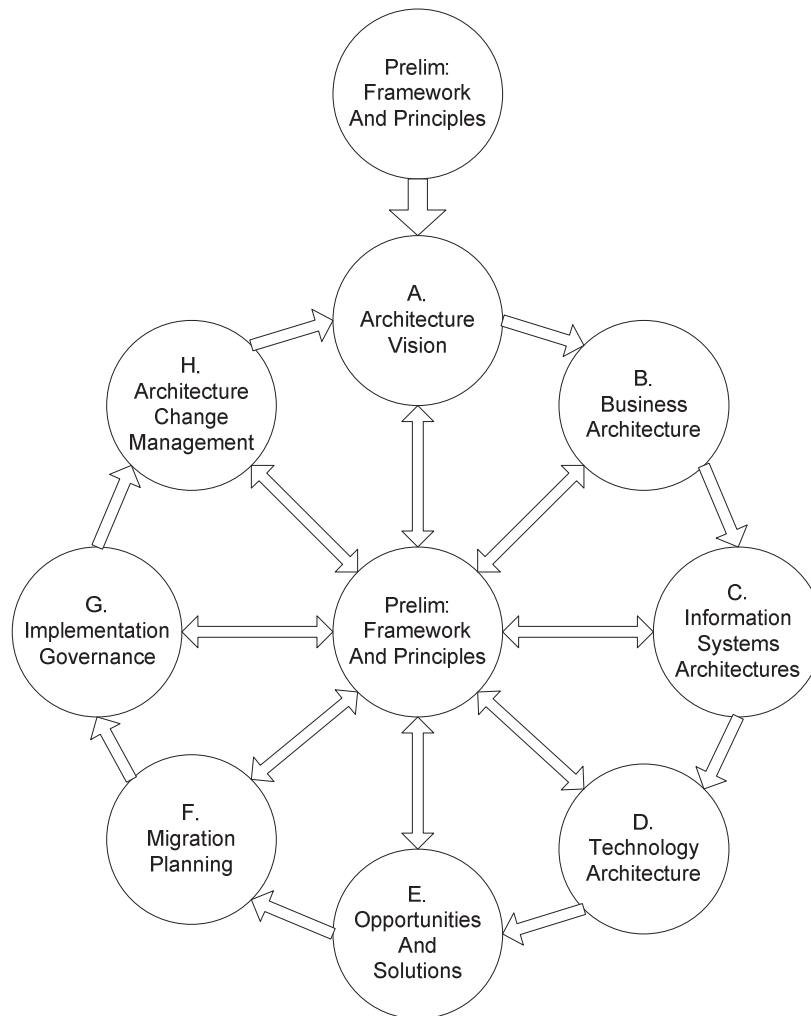 Prelim:
Framework
And Principles
A.
Architecture
Vision
H.
Architecture
Change
Management
B.
Business
Architecture
G.
Implementation
Governance
Prelim:
Framework
And Principles
C.
Information
Systems
Architectures
F.
Migration
Planning
D.
Technology
Architecture
E.
Opportunities
And
Solutions